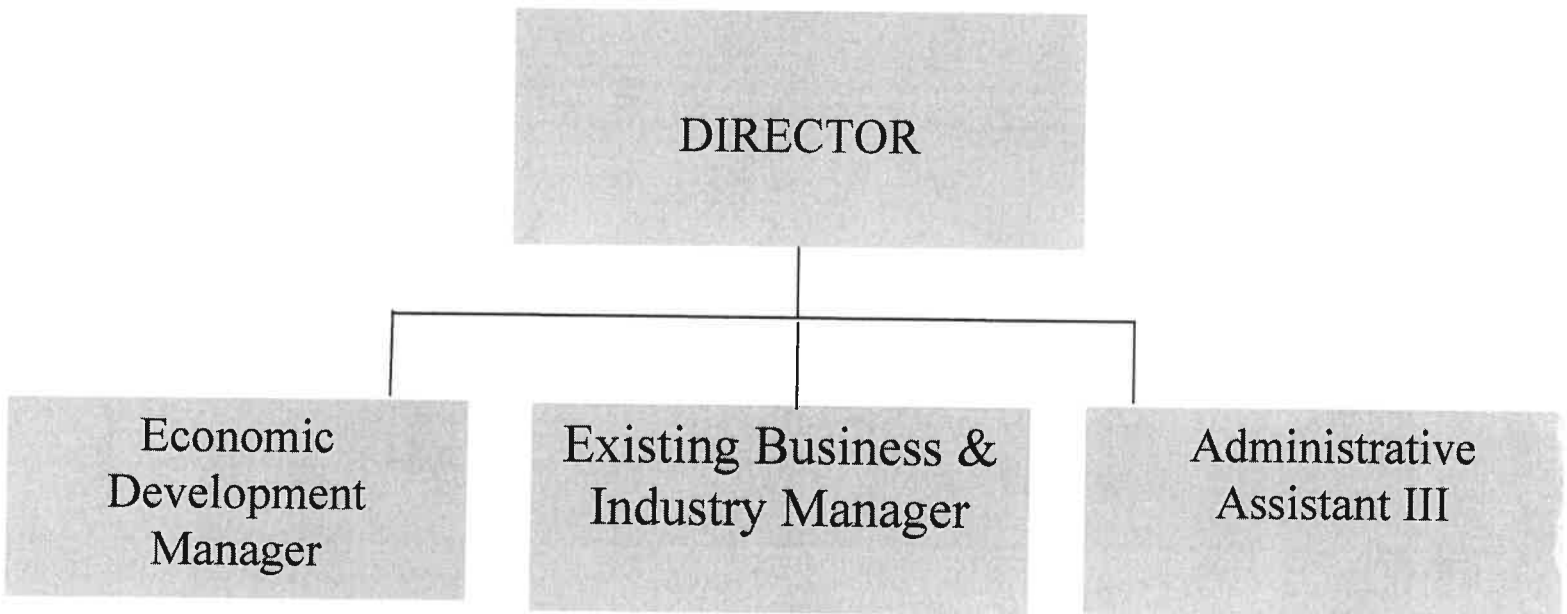 DIRECTOR
Economic
Development
Manager
Existing Business &
Industry Manager
Administrative
Assistant III